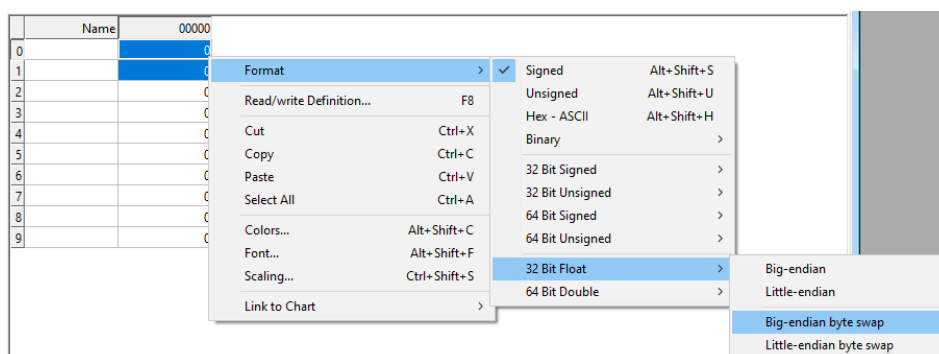 Name 00000
0 0
1 0
2 0
3 0
4 0
5 0
6 0
7 0
8 0
9 0
Format
Read/write Definition... F8
Cut Ctrl+X
Copy Ctrl+C
Paste Ctrl+V
Select All Ctrl+A
Colors... Alt+Shift+C
Font... Alt+Shift+F
Scaling... Ctrl+Shift+S
Link to Chart
Signed Alt+Shift+S
Unsigned Alt+Shift+U
Hex - ASCII Alt+Shift+H
Binary
32 Bit Signed
32 Bit Unsigned
64 Bit Signed
64 Bit Unsigned
32 Bit Float
64 Bit Double
Big-endian
Little-endian
Big-endian byte swap
Little-endian byte swap